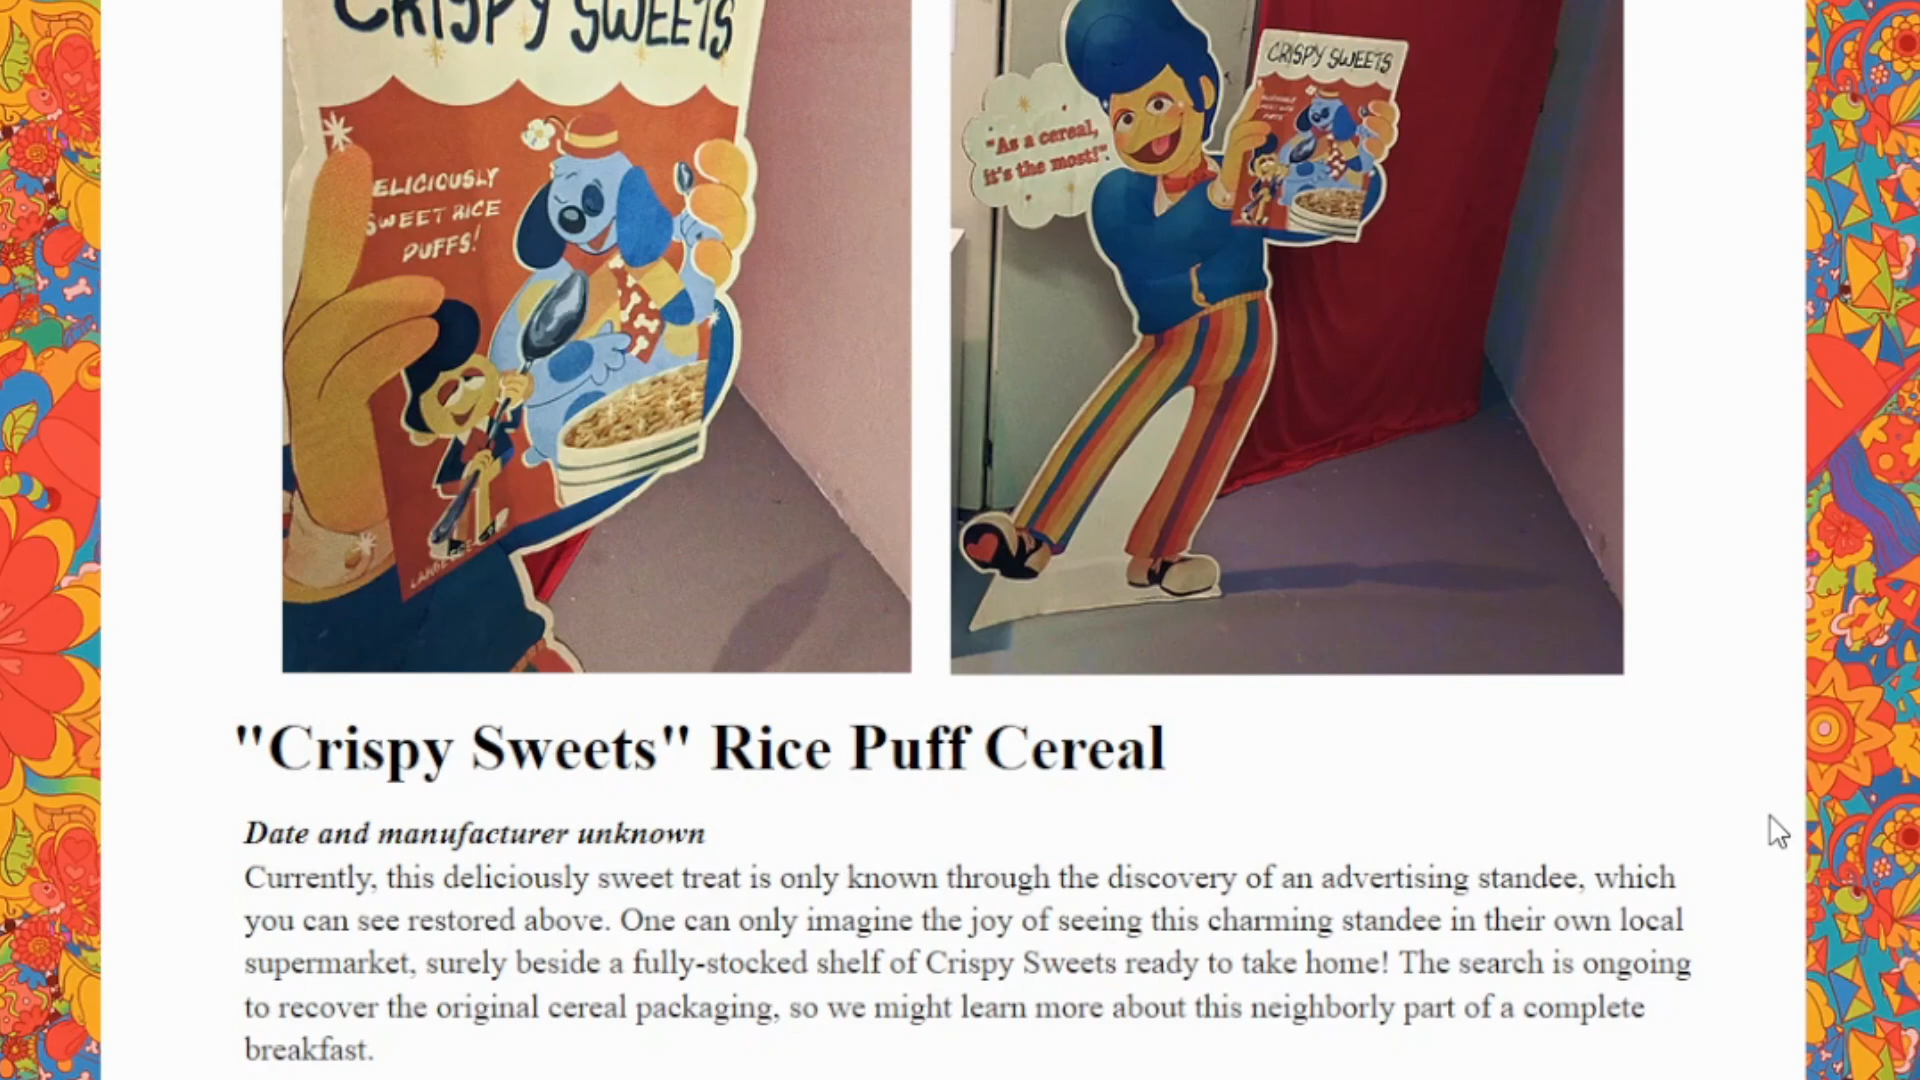 CRISPY SWEETS
ELICIOUSLY
SWEET RICE
PUFFS!
CRISPY SWEETS
"As a cereal,
it's the most!"
"Crispy Sweets" Rice Puff Cereal
Date and manufacturer unknown
Currently, this deliciously sweet treat is only known through the discovery of an advertising standee, which
you can see restored above. One can only imagine the joy of seeing this charming standee in their own local
supermarket, surely beside a fully-stocked shelf of Crispy Sweets ready to take home! The search is ongoing
to recover the original cereal packaging, so we might learn more about this neighborly part of a complete
breakfast.